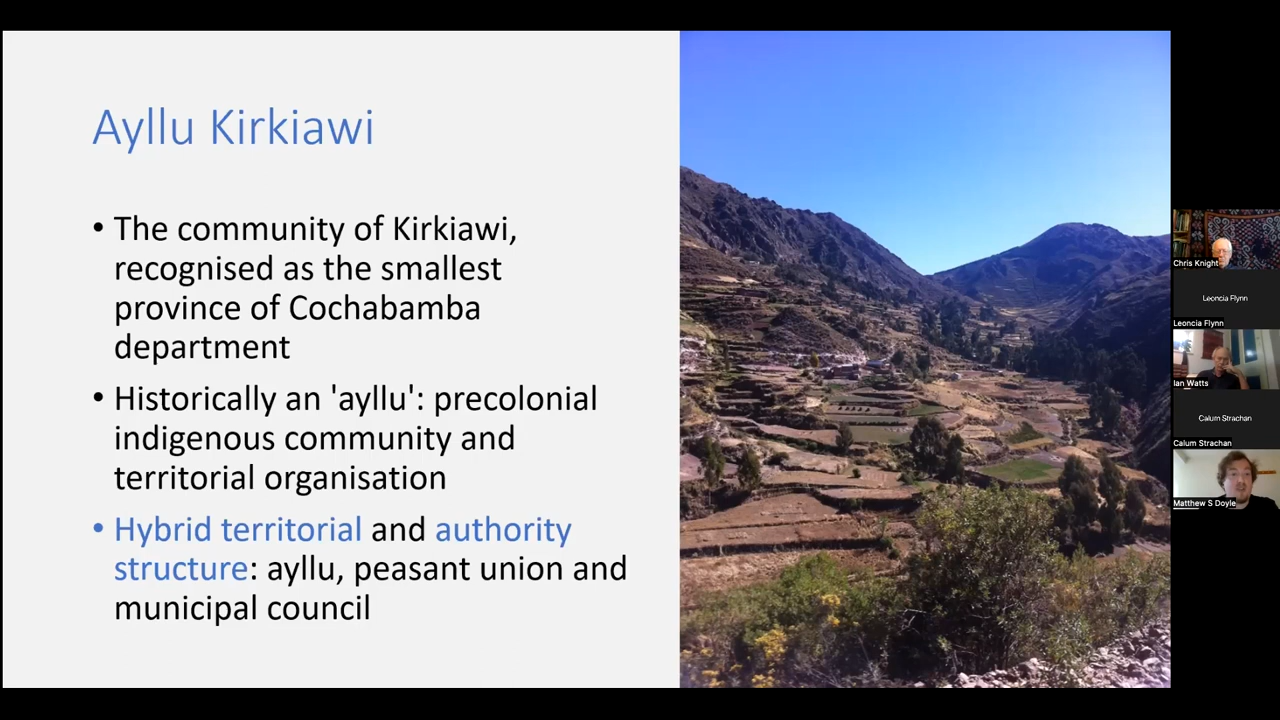 Ayllu Kirkiawi
• The community of Kirkiawi,
recognised as the smallest
province of Cochabamba
department
• Historically an 'ayllu': precolonial
indigenous community and
territorial organisation
• Hybrid territorial and authority
structure: ayllu, peasant union and
municipal council
Chris Knight
Leoncia Flynn
Leoncia Flynn
Ian Watts
Calum Strachan
Calum Strachan
Matthew S Doyle